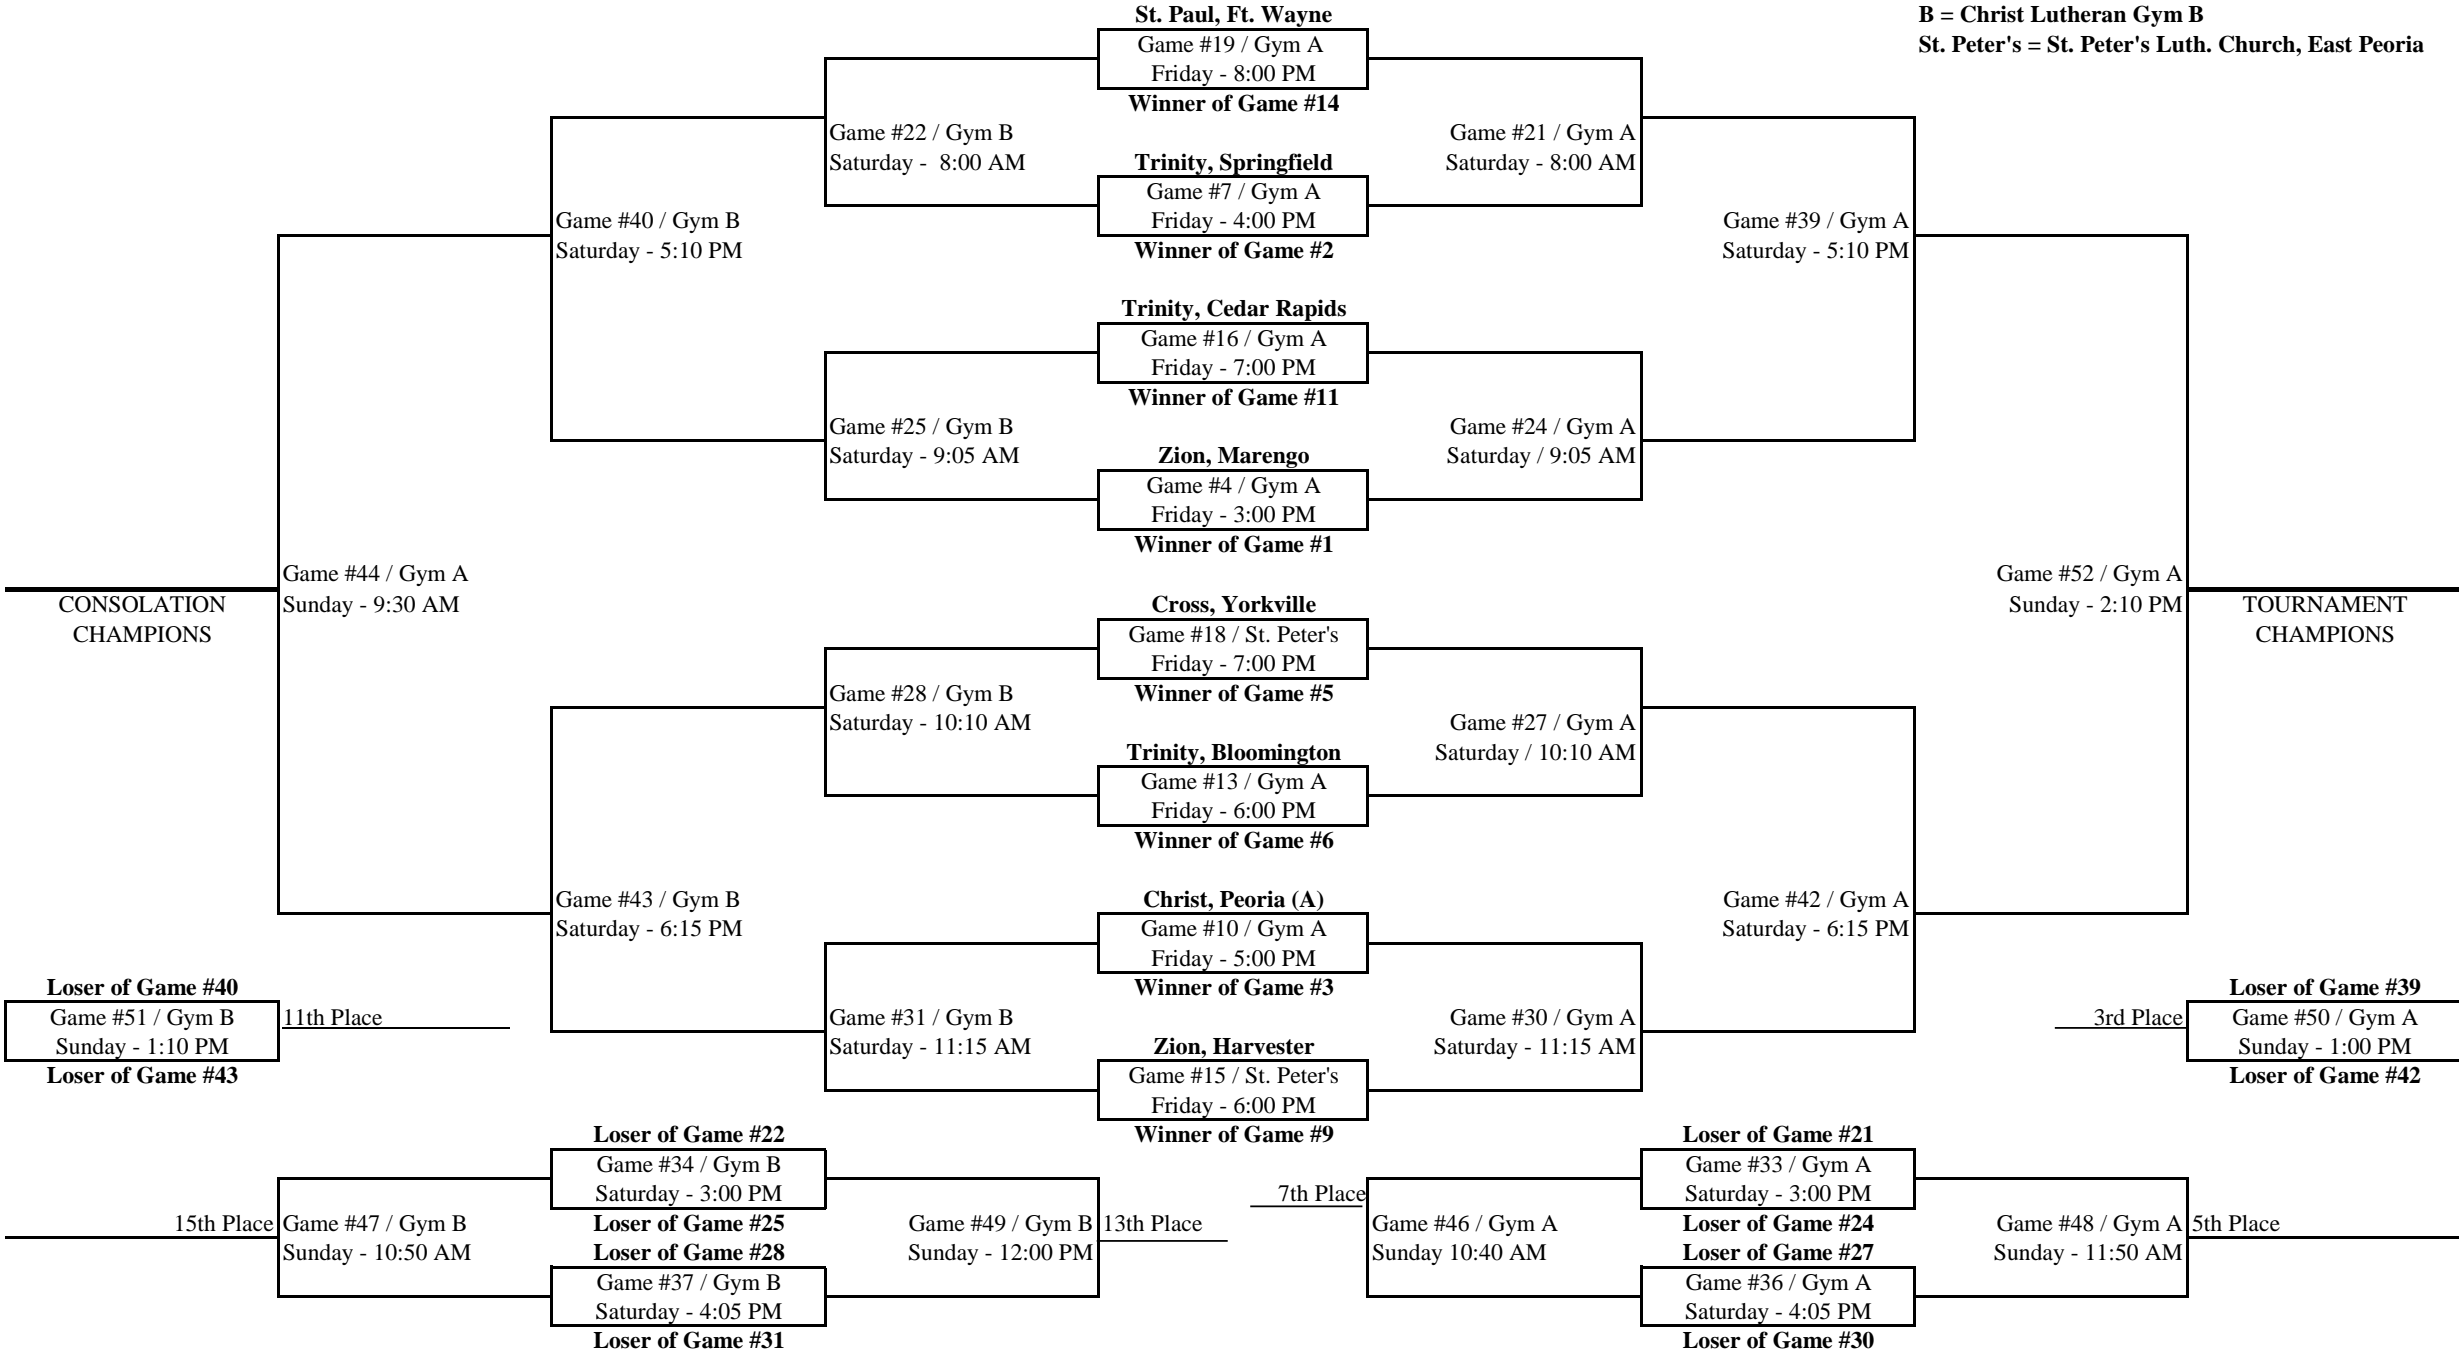 St. Paul, Ft. Wayne
B = Christ Lutheran Gym B
Game #19 / Gym A
St. Peter's = St. Peter's Luth. Church, East Peoria
Friday - 8:00 PM
Winner of Game #14
Game #22 / Gym B
Saturday -  8:00 AM
Game #21 / Gym A
Saturday - 8:00 AM
Trinity, Springfield
Game #7 / Gym A
Friday - 4:00 PM
Winner of Game #2
Game #40 / Gym B
Saturday - 5:10 PM
Game #39 / Gym A
Saturday - 5:10 PM
Trinity, Cedar Rapids
Game #16 / Gym A
Friday - 7:00 PM
Winner of Game #11
Game #25 / Gym B
Saturday - 9:05 AM
Game #24 / Gym A
Saturday / 9:05 AM
Zion, Marengo
Game #4 / Gym A
Friday - 3:00 PM
Winner of Game #1
Game #44 / Gym A
Sunday - 9:30 AM
CONSOLATION
CHAMPIONS
Game #52 / Gym A
Sunday - 2:10 PM
TOURNAMENT
CHAMPIONS
Cross, Yorkville
Game #18 / St. Peter's
Friday - 7:00 PM
Winner of Game #5
Game #28 / Gym B
Saturday - 10:10 AM
Game #27 / Gym A
Saturday / 10:10 AM
Trinity, Bloomington
Game #13 / Gym A
Friday - 6:00 PM
Winner of Game #6
Game #43 / Gym B
Saturday - 6:15 PM
Christ, Peoria (A)
Game #10 / Gym A
Friday - 5:00 PM
Winner of Game #3
Game #42 / Gym A
Saturday - 6:15 PM
Loser of Game #40
Game #51 / Gym B
Sunday - 1:10 PM
Loser of Game #43
11th Place
Game #31 / Gym B
Saturday - 11:15 AM
Game #30 / Gym A
Saturday - 11:15 AM
3rd Place
Loser of Game #39
Game #50 / Gym A
Sunday - 1:00 PM
Loser of Game #42
Zion, Harvester
Game #15 / St. Peter's
Friday - 6:00 PM
Winner of Game #9
Loser of Game #22
Game #34 / Gym B
Saturday - 3:00 PM
Loser of Game #25
Loser of Game #28
Game #37 / Gym B
Saturday - 4:05 PM
Loser of Game #31
15th Place
Game #47 / Gym B
Sunday - 10:50 AM
Game #49 / Gym B
Sunday - 12:00 PM
13th Place
7th Place
Game #46 / Gym A
Sunday 10:40 AM
Loser of Game #21
Game #33 / Gym A
Saturday - 3:00 PM
Loser of Game #24
Loser of Game #27
Game #36 / Gym A
Saturday - 4:05 PM
Loser of Game #30
Game #48 / Gym A
Sunday - 11:50 AM
5th Place